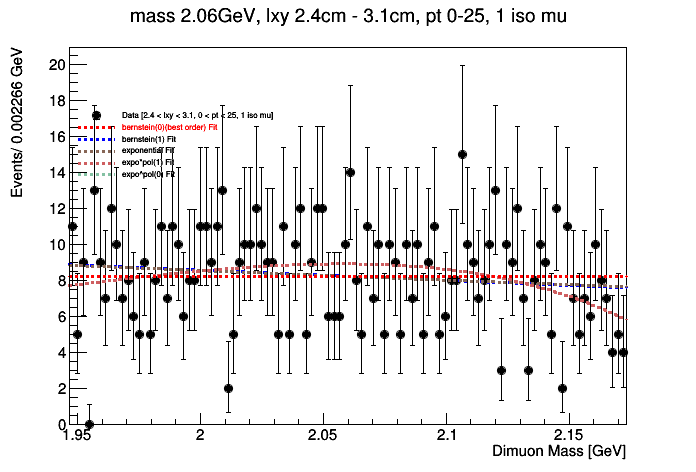 mass 2.06GeV, lxy 2.4cm - 3.1cm, pt 0-25, 1 iso mu
Events/ 0.002266 GeV
20
18
16
14
12
10
8
6
4
2
0
Data [2.4 < lxy < 3.1, 0 < pt < 25, 1 iso mu]
bernstein(0)(best order) Fit
bernstein(1) Fit
exponential Fit
expo*pol(1) Fit
expo*pol(0) Fit
1.95
2
2.05
2.1
2.15
Dimuon Mass [GeV]